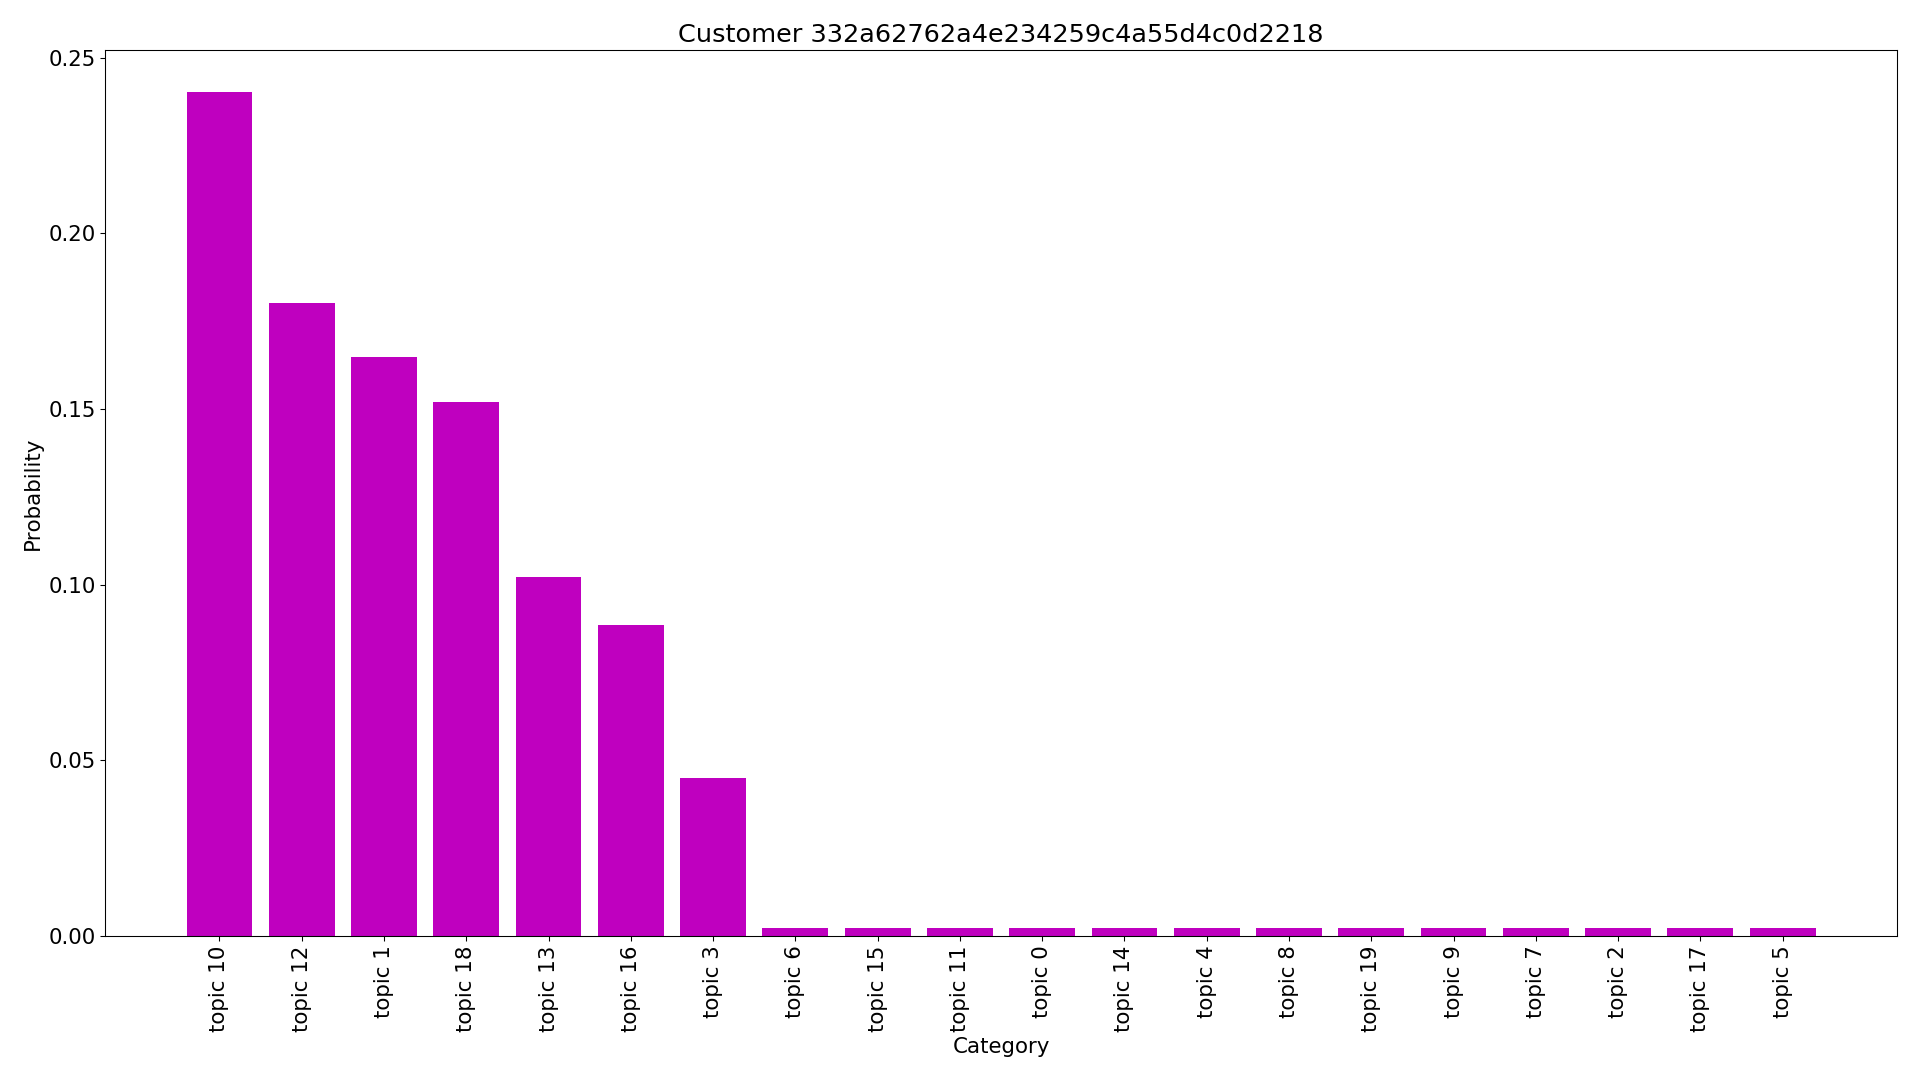 Customer 332a62762a4e234259c4a55d4c0d2218
0.25
0.20
0.15
0.10
0.05
0.00
Probability
topic 10
topic 12
topic 1
topic 18
topic 13
topic 16
topic 3
topic 6
topic 15
topic 11
topic 0
topic 14
topic 4
topic 8
topic 19
topic 9
topic 7
topic 2
topic 17
topic 5
Category